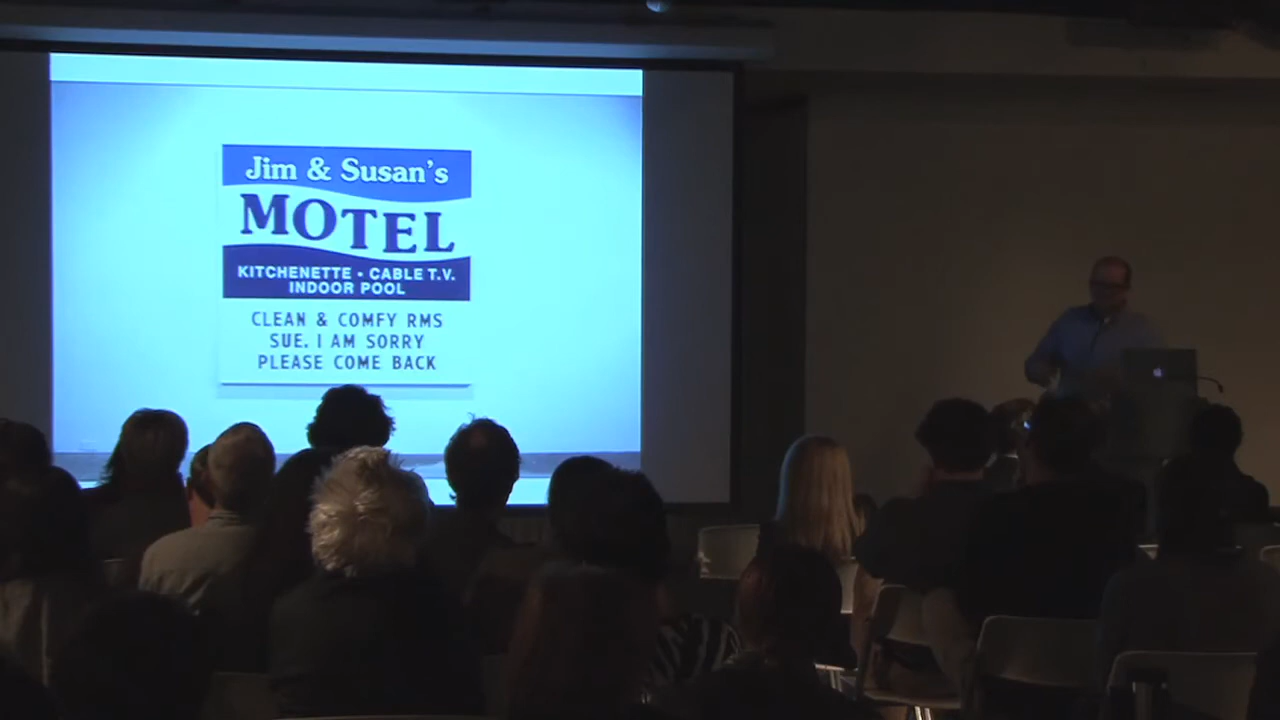 Jim & Susan's
MOTEL
KITCHENETTE • CABLE T.V.
INDOOR POOL
CLEAN & COMFY RMS
SUE. I AM SORRY
PLEASE COME BACK